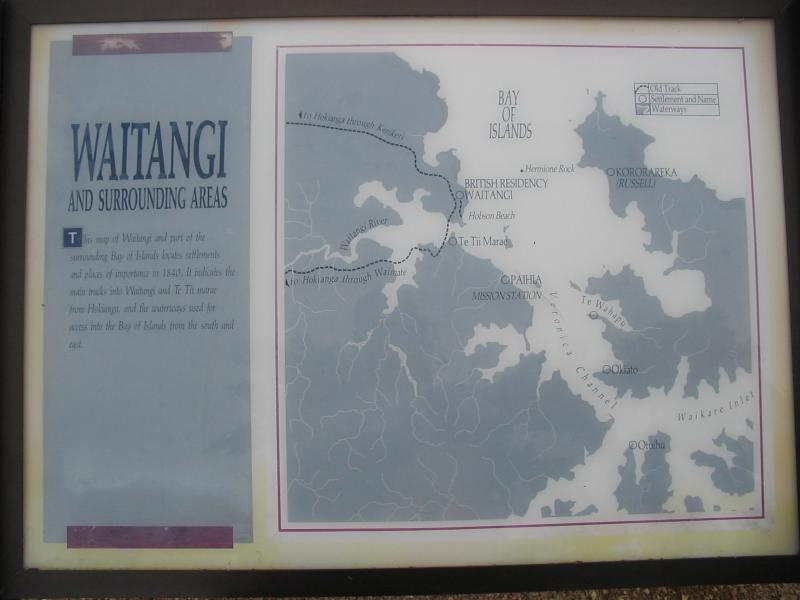 WAITANGI
AND SURROUNDING AREAS
This map of Waitangi and part of the
surrounding Bay of Islands locates settlements
and places of importance in 1840. It indicates the
main tracks into Waitangi and Te Tii marae
from Hokianga, and the waterways used for
access into the Bay of Islands from the south and
east.
BAY
OF
ISLANDS
Old Track
Settlement and Name
Waterways
to Hokianga through Kerikeri
Hermione Rock
KORORAREKA
(RUSSELL)
BRITISH RESIDENCY
WAITANGI
Hobson Beach
Waitangi River
Te Tii Marae
to Hokianga through Waimate
PAIHIA
MISSION STATION
Te Wahapu
Veronica Channel
Okiato
Waikare Inlet
Otuihu